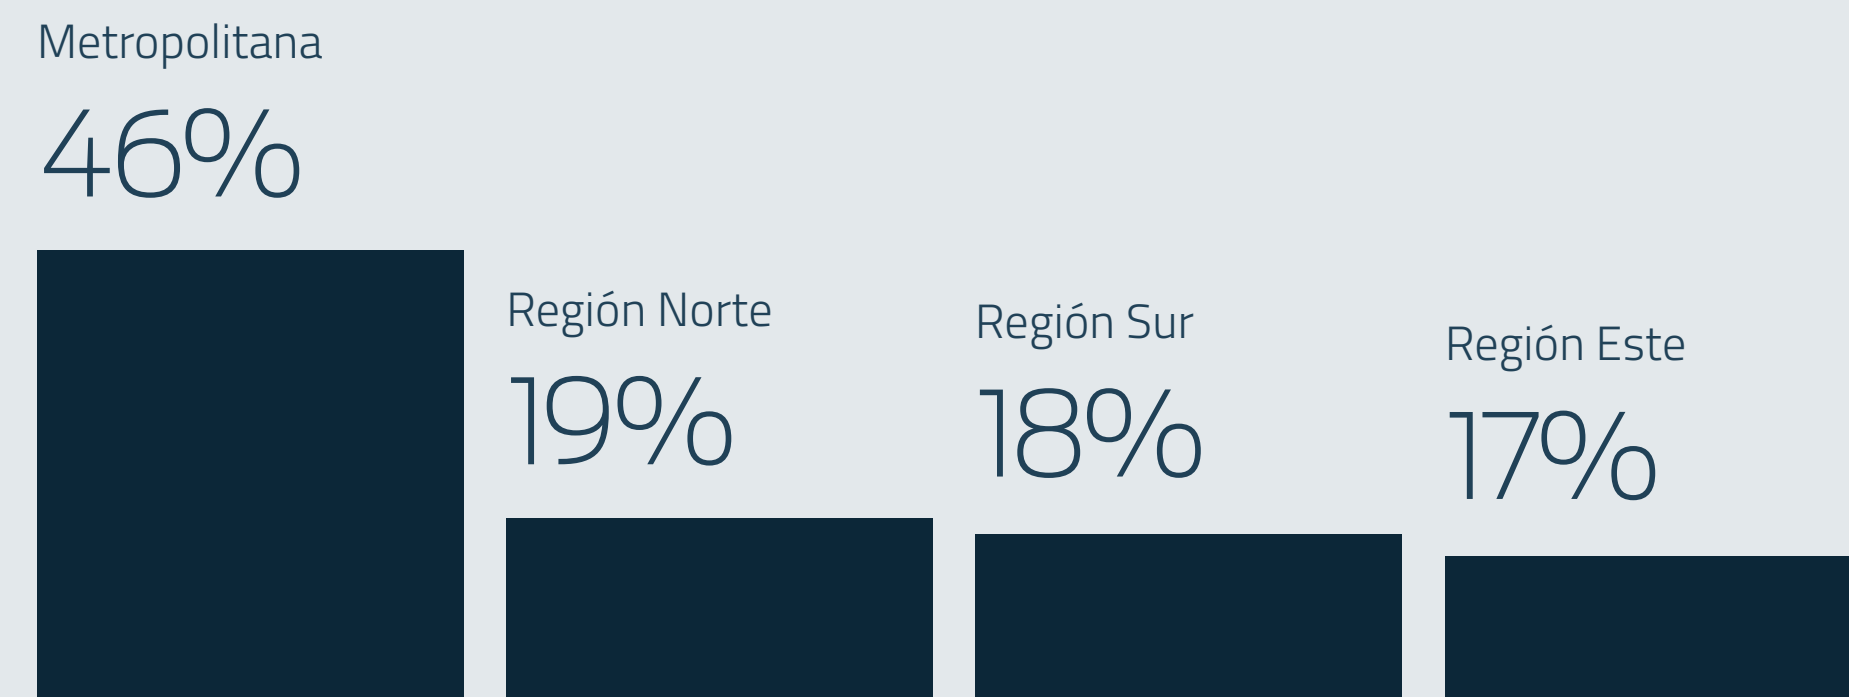 Metropolitana
46%
Región Norte
19%
Región Sur
18%
Región Este
17%